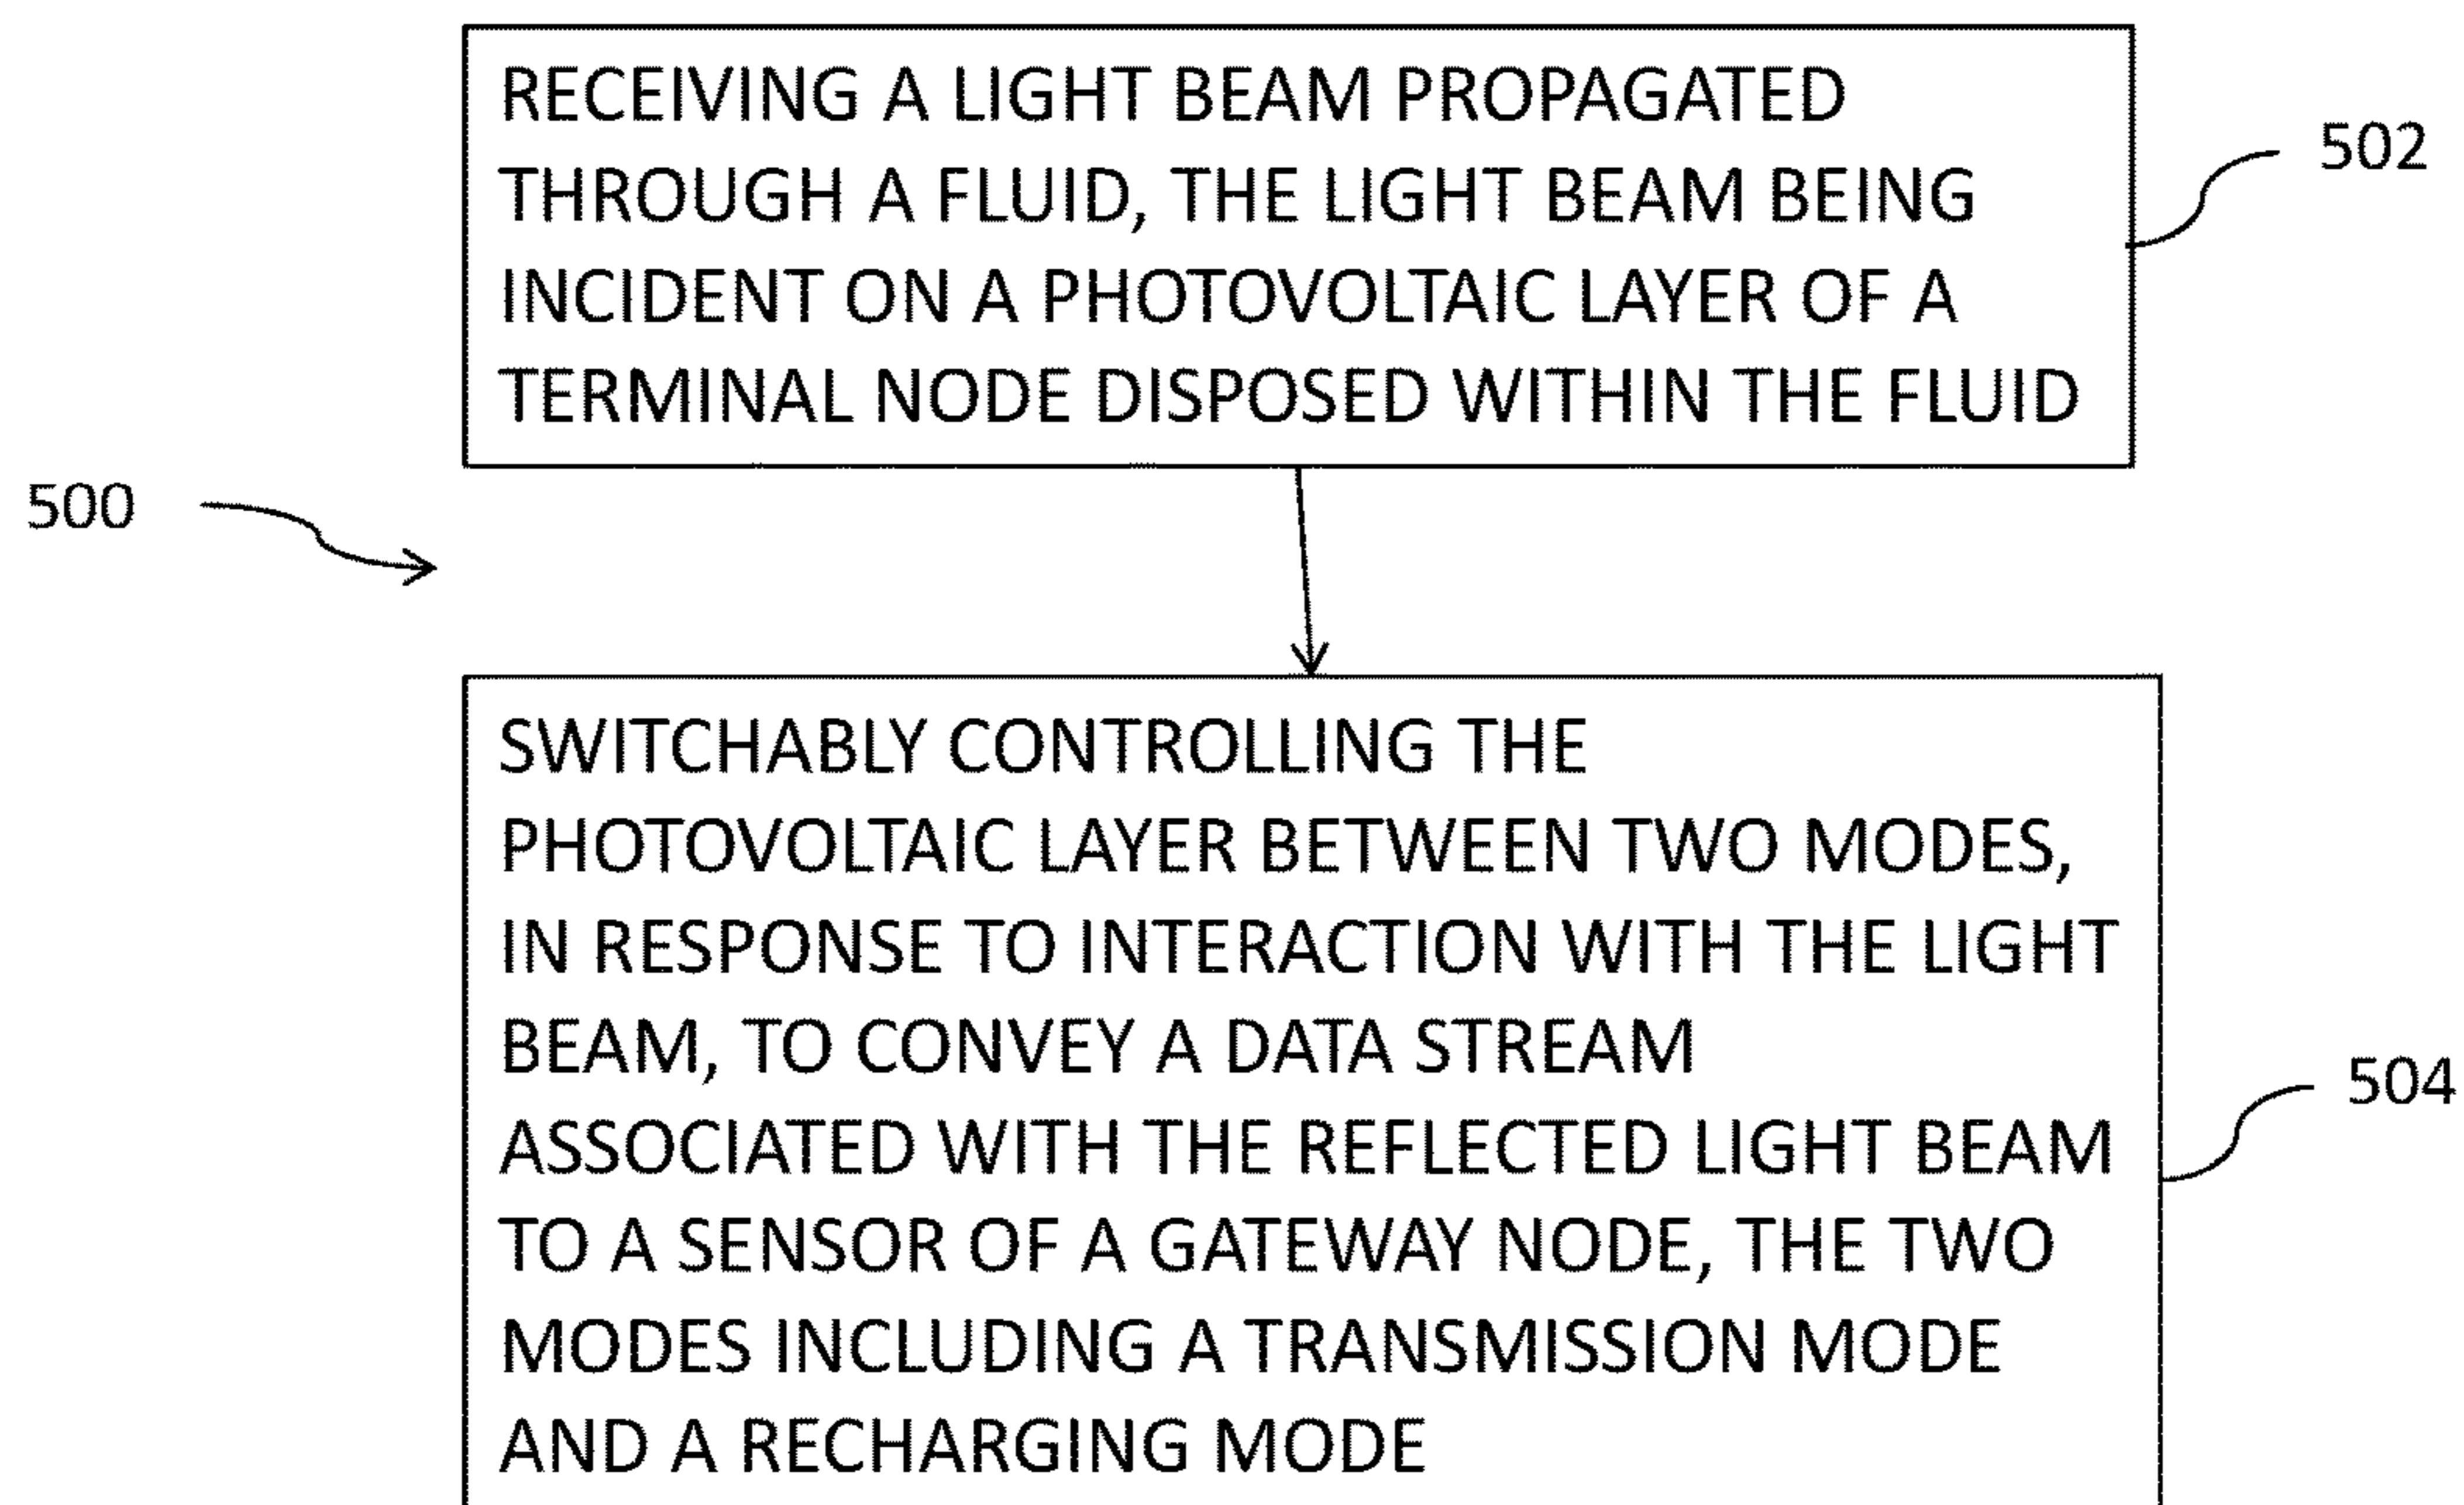 RECEIVING A LIGHT BEAM PROPAGATED
THROUGH A FLUID, THE LIGHT BEAM BEING
INCIDENT ON A PHOTOVOLTAIC LAYER OF A
TERMINAL NODE DISPOSED WITHIN THE FLUID
502
500
SWITCHABLY CONTROLLING THE
PHOTOVOLTAIC LAYER BETWEEN TWO MODES,
IN RESPONSE TO INTERACTION WITH THE LIGHT
BEAM, TO CONVEY A DATA STREAM
ASSOCIATED WITH THE REFLECTED LIGHT BEAM
TO A SENSOR OF A GATEWAY NODE, THE TWO
MODES INCLUDING A TRANSMISSION MODE
AND A RECHARGING MODE
504